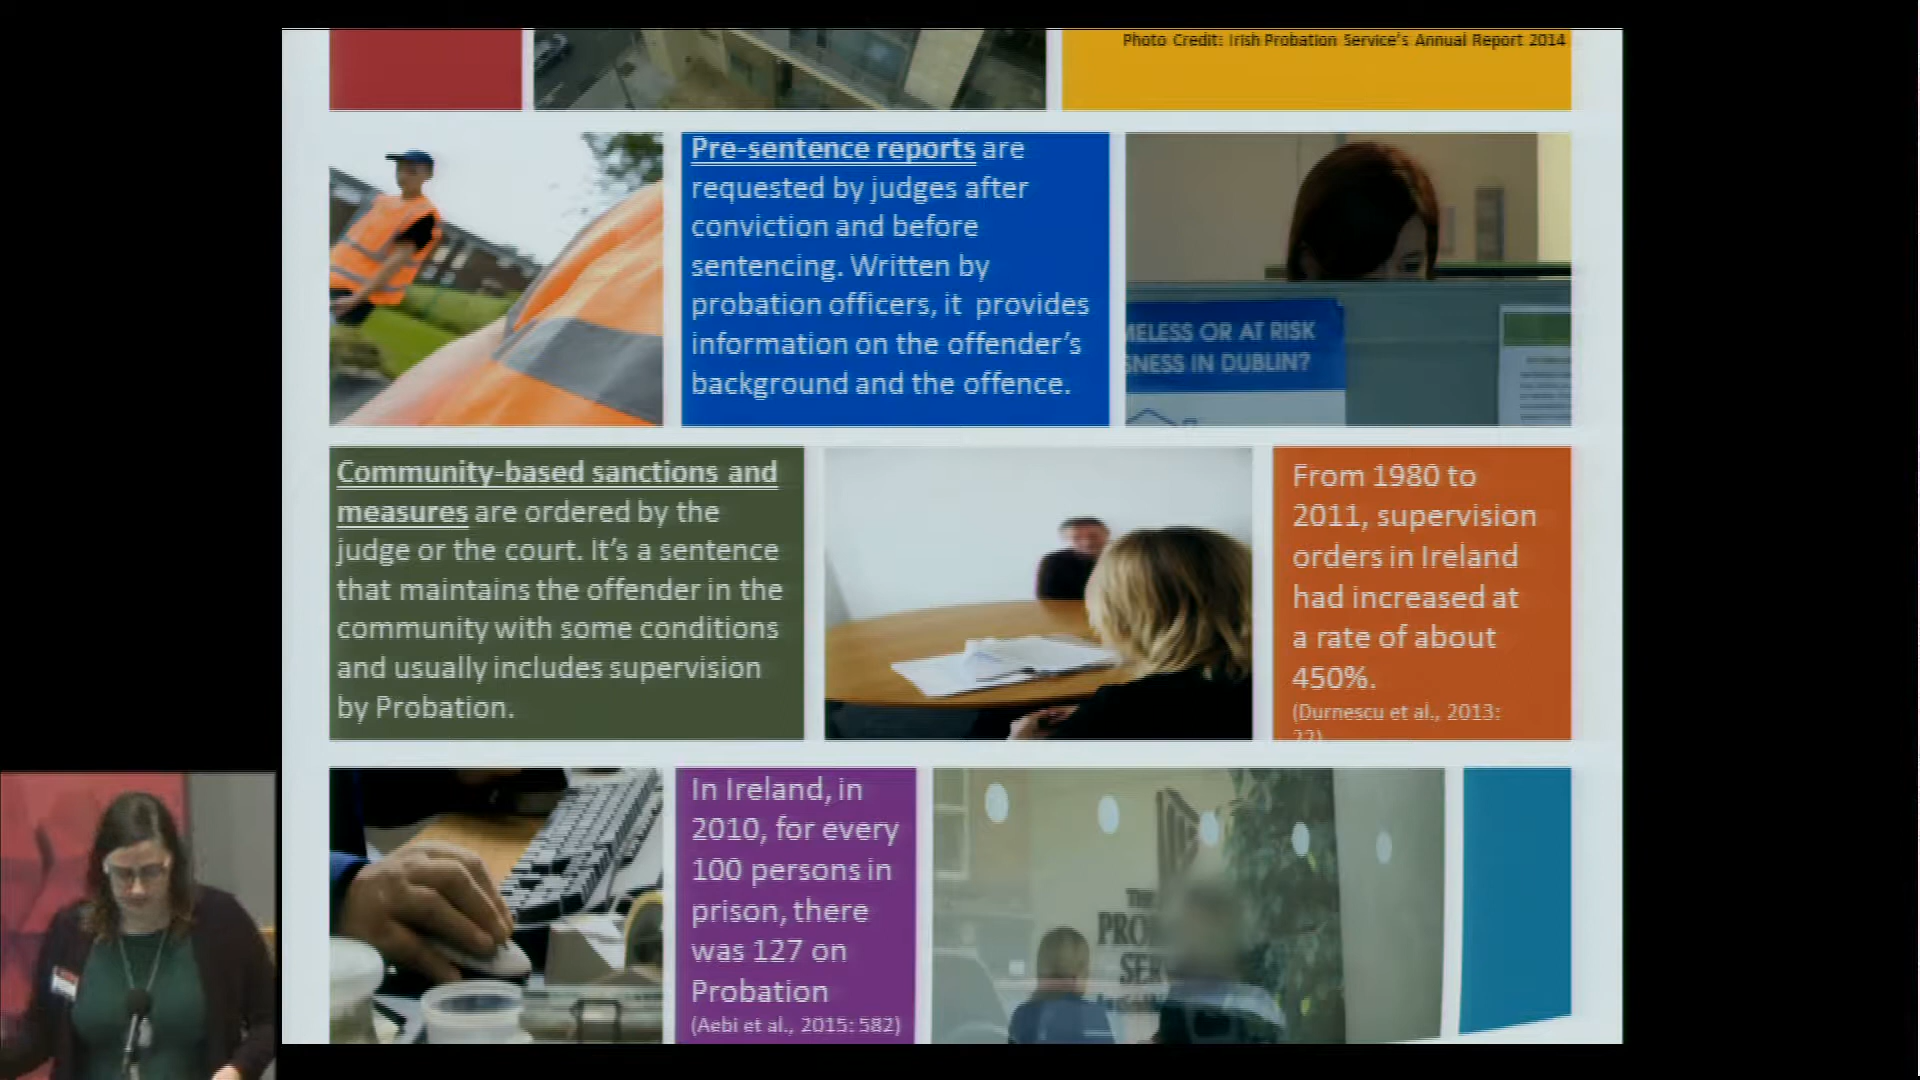 Photo Credit: Irish Probation Service's Annual Report 2014
Pre-sentence reports are
requested by judges after
conviction and before
sentencing. Written by
probation officers, it provides
information on the offender's
background and the offence.
MELESS OR AT RISK
SNESS IN DUBLIN?
Community-based sanctions and
measures are ordered by the
judge or the court. It's a sentence
that maintains the offender in the
community with some conditions
and usually includes supervision
by Probation.
From 1980 to
2011, supervision
orders in Ireland
had increased at
a rate of about
450%.
(Durnescu et al., 2013:
22)
In Ireland, in
2010, for every
100 persons in
prison, there
was 127 on
Probation
(Aebi et al., 2015: 582)
PRO
SER